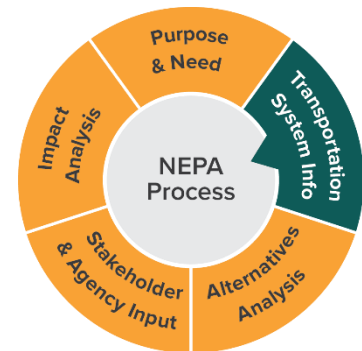 Purpose
& Need
Transportation
System Info
Alternatives
Analysis
Stakeholder
& Agency Input
Impact
Analysis
NEPA
Process